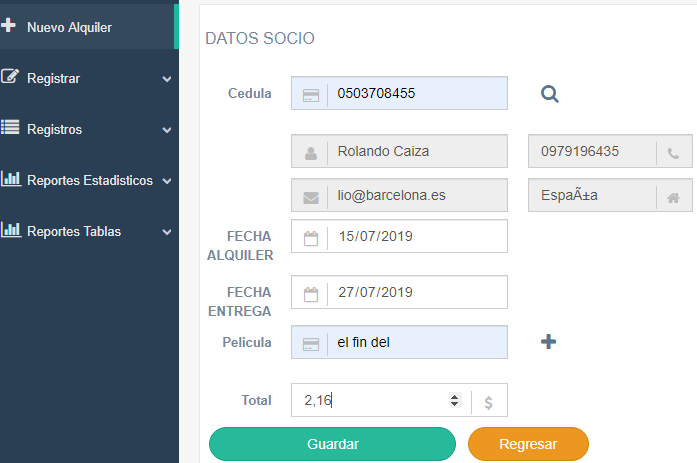 Nuevo Alquiler
Registrar
Registros
Reportes Estadisticos
Reportes Tablas
DATOS SOCIO
Cedula 0503708455
Rolando Caiza 0979196435
lio@barcelona.es EspaÃ±a
FECHA
ALQUILER
15/07/2019
FECHA
ENTREGA
27/07/2019
Pelicula el fin del
Total 2,16 $
Guardar Regresar